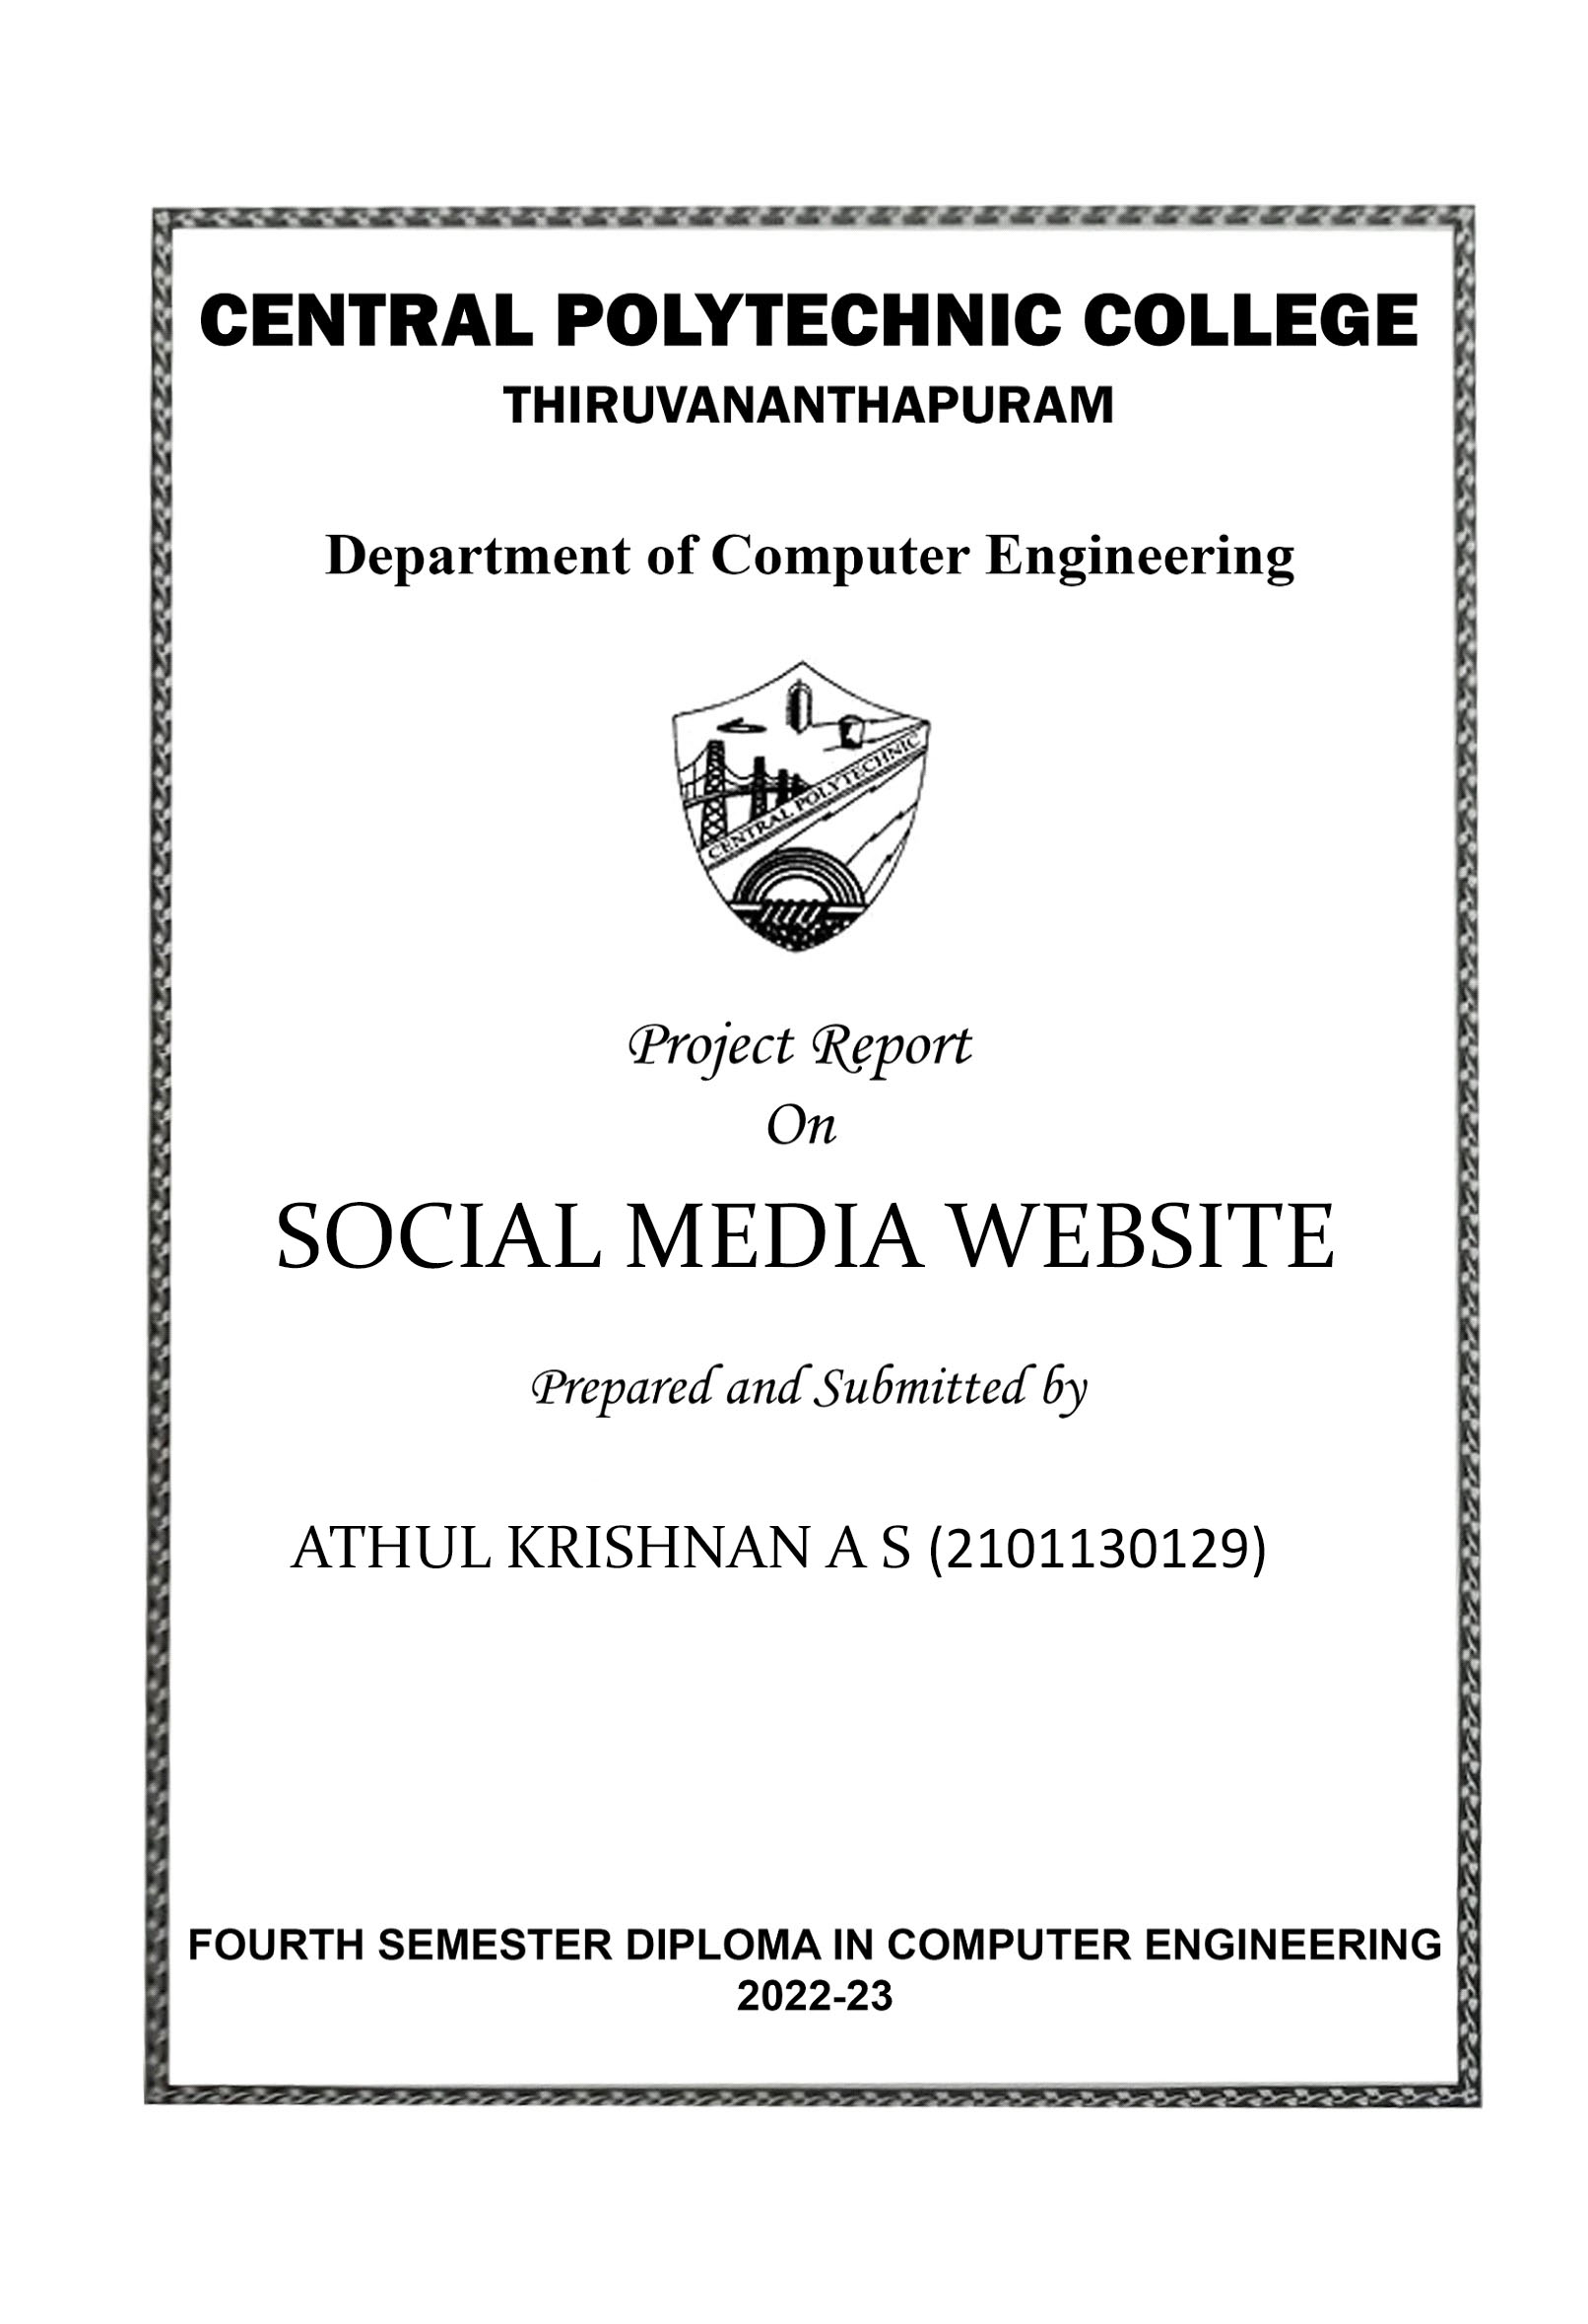 CENTRAL POLYTECHNIC COLLEGE
THIRUVANANTHAPURAM
Department of Computer Engineering
CENTRAL POLYTECHNIC
Project Report
On
SOCIAL MEDIA WEBSITE
Prepared and Submitted by
ATHUL KRISHNAN A S (2101130129)
FOURTH SEMESTER DIPLOMA IN COMPUTER ENGINEERING
2022-23